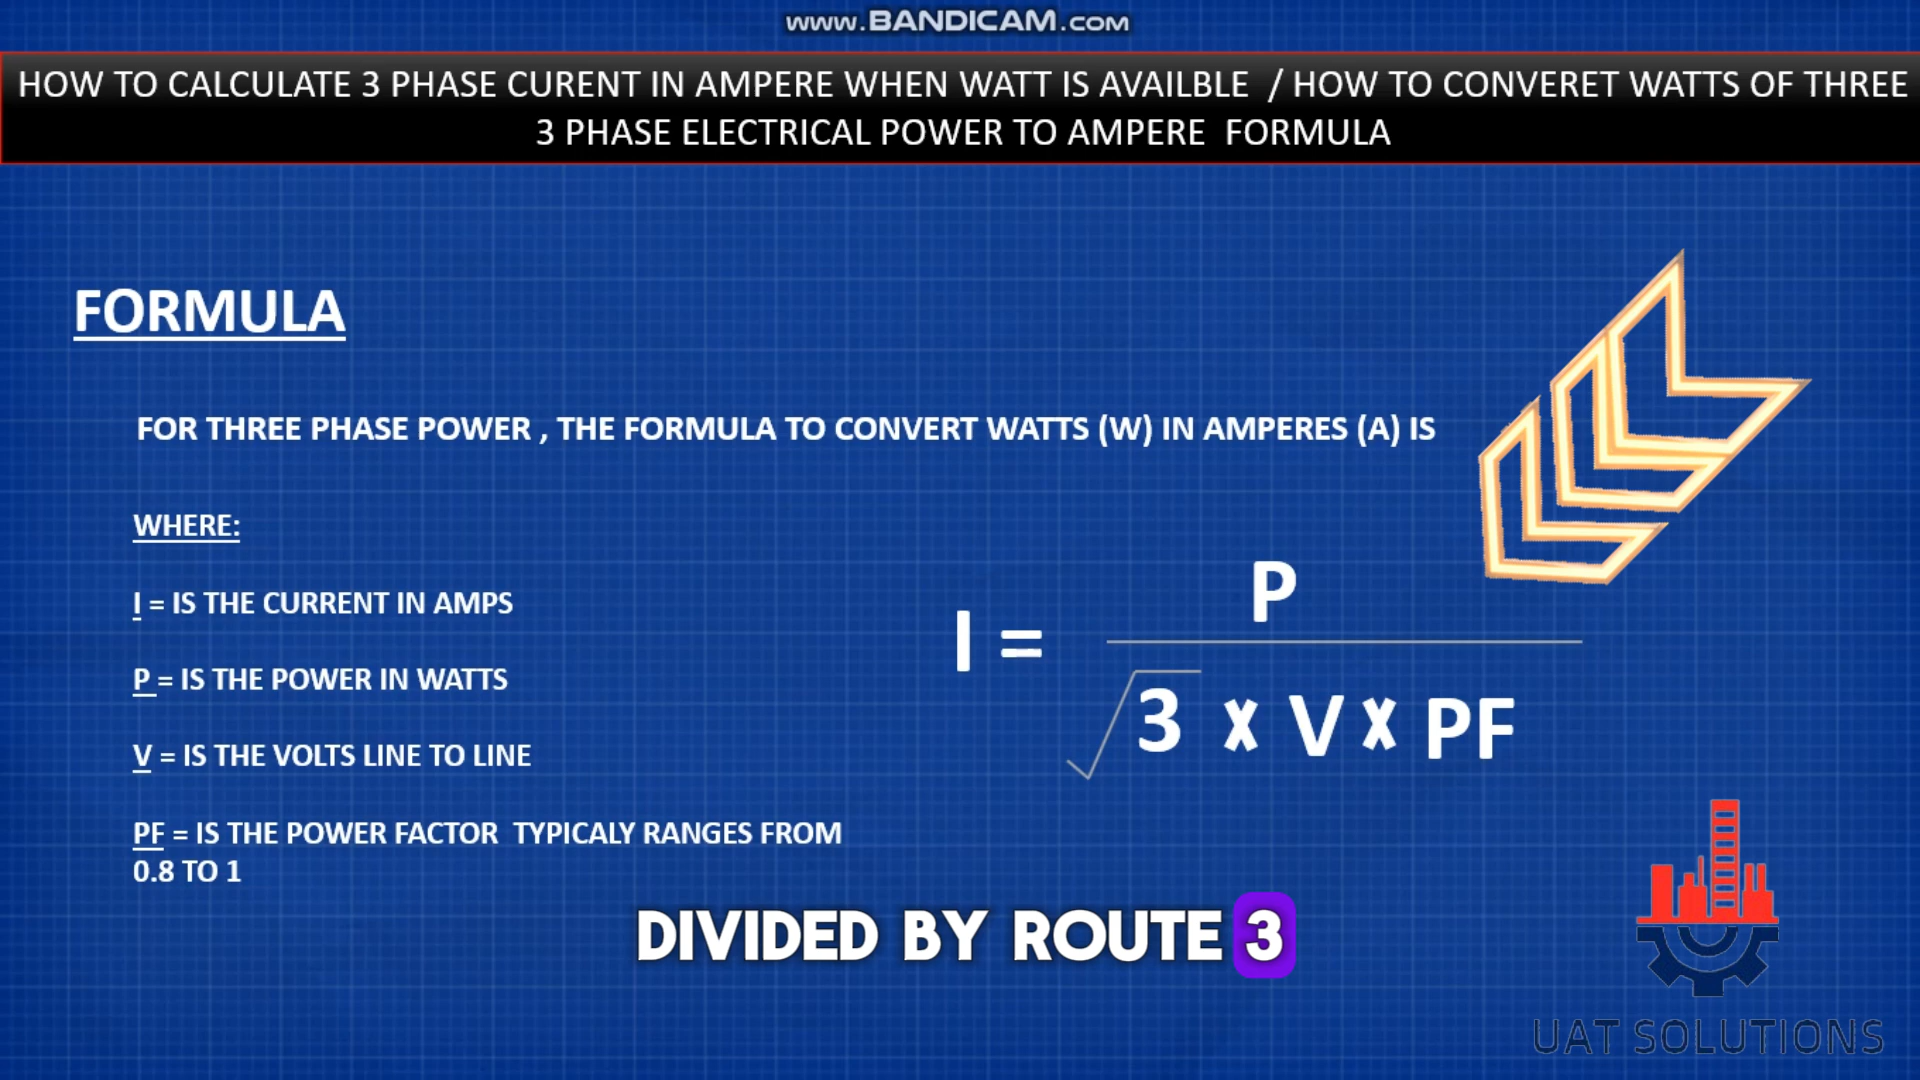 www.BANDICAM.com
HOW TO CALCULATE 3 PHASE CURENT IN AMPERE WHEN WATT IS AVAILBLE / HOW TO CONVERET WATTS OF THREE
3 PHASE ELECTRICAL POWER TO AMPERE FORMULA
FORMULA
FOR THREE PHASE POWER , THE FORMULA TO CONVERT WATTS (W) IN AMPERES (A) IS
WHERE:
I = IS THE CURRENT IN AMPS
P = IS THE POWER IN WATTS
V = IS THE VOLTS LINE TO LINE
PF = IS THE POWER FACTOR TYPICALY RANGES FROM
0.8 TO 1
P
I =
√3 x V x PF
DIVIDED BY ROUTE 3
UAT SOLUTIONS